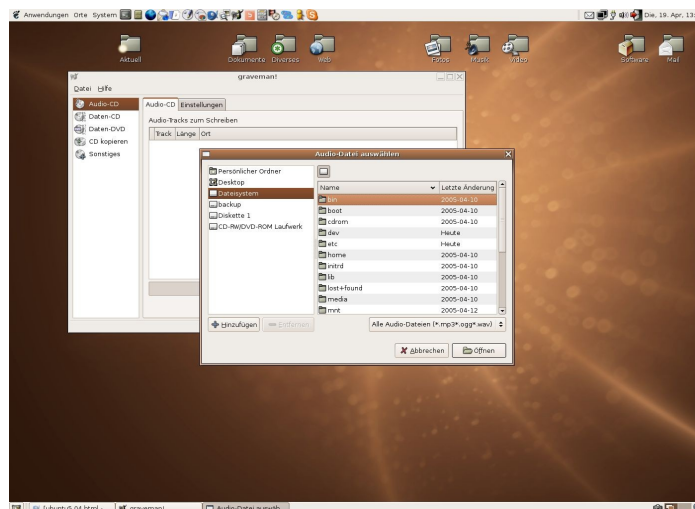 Anwendungen Orte System
Die, 19. Apr, 13:
Aktuell
Dokumente
Diverses
Web
Fotos
Musik
Video
Software
Mail
graveman!
Datei Hilfe
Audio-CD
Daten-CD
Daten-DVD
CD kopieren
Sonstiges
Audio-CD Einstellungen
Audio-Tracks zum Schreiben
Track Länge Ort
Audio-Datei auswählen
Persönlicher Ordner
Desktop
Dateisystem
backup
Diskette 1
CD-RW/DVD-ROM Laufwerk
Name Letzte Änderung
bin 2005-04-10
boot 2005-04-10
cdrom 2005-04-10
dev Heute
etc Heute
home 2005-04-10
initrd 2005-04-10
lib 2005-04-10
lost+found 2005-04-10
media 2005-04-10
mnt 2005-04-12
Hinzufügen Entfernen
Alle Audio-Dateien (*.mp3*.ogg*.wav)
Abbrechen Öffnen
[ubuntu5.04.html - graveman! Audio-Datei auswäh